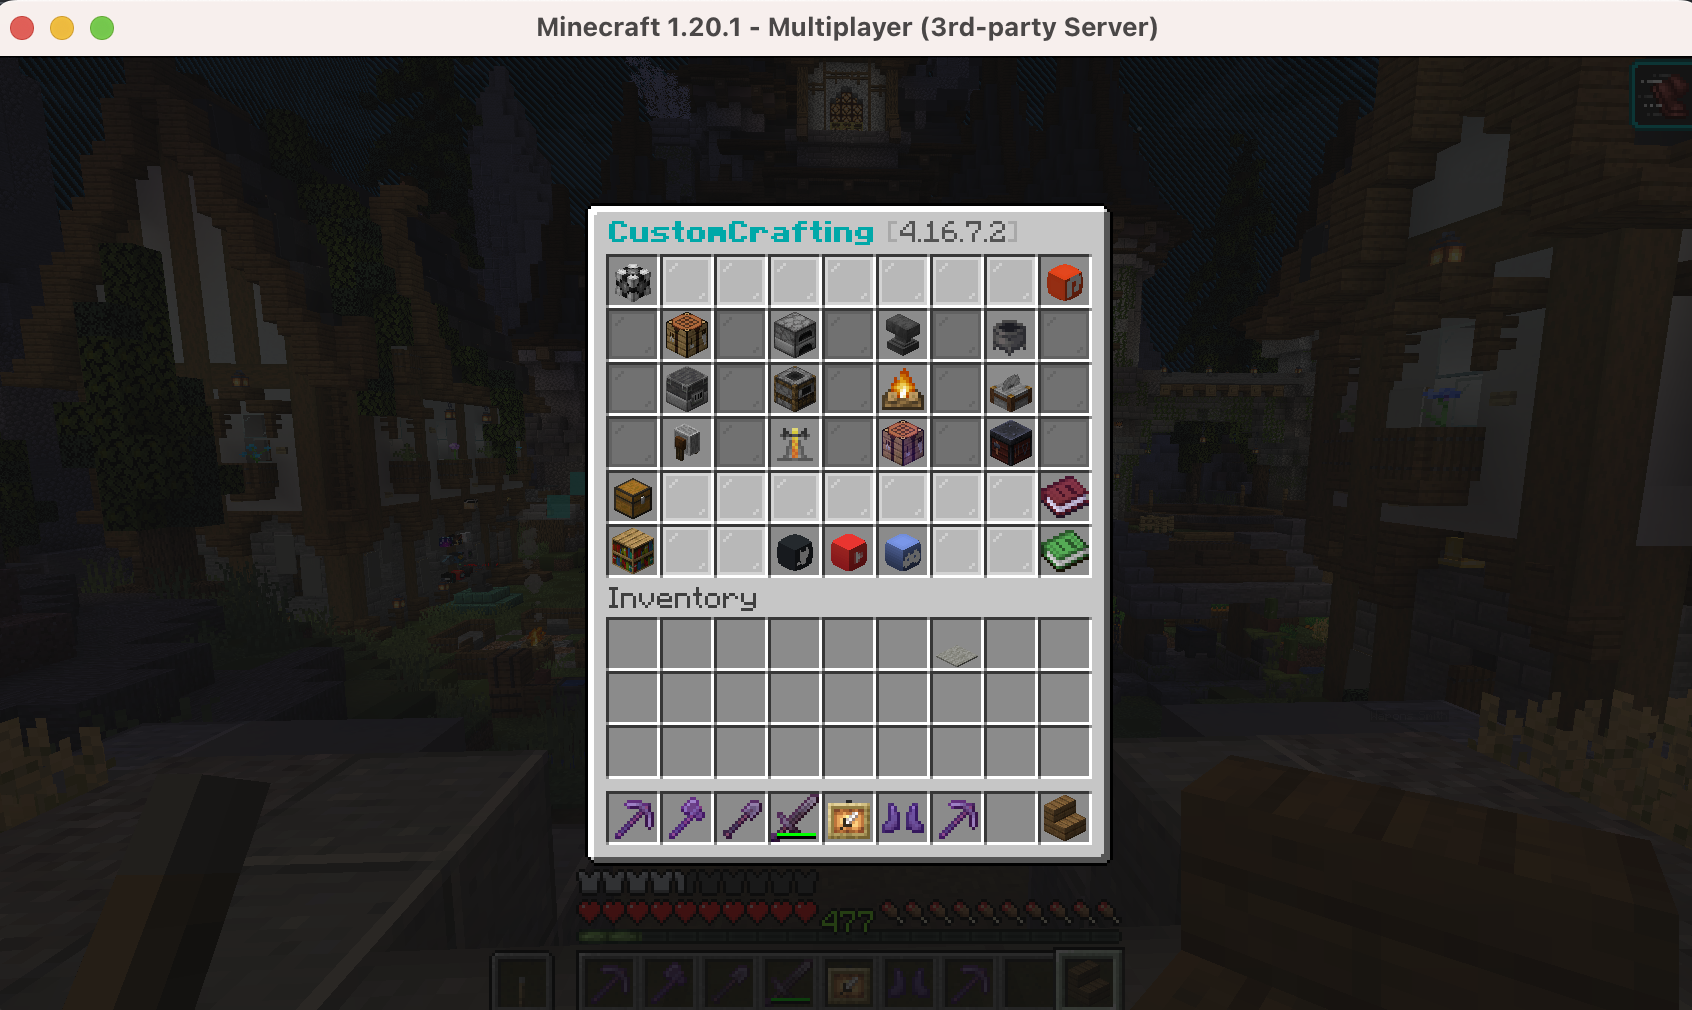 Minecraft 1.20.1 - Multiplayer (3rd-party Server)
CustomCrafting [4.16.7.2]
Inventory
477